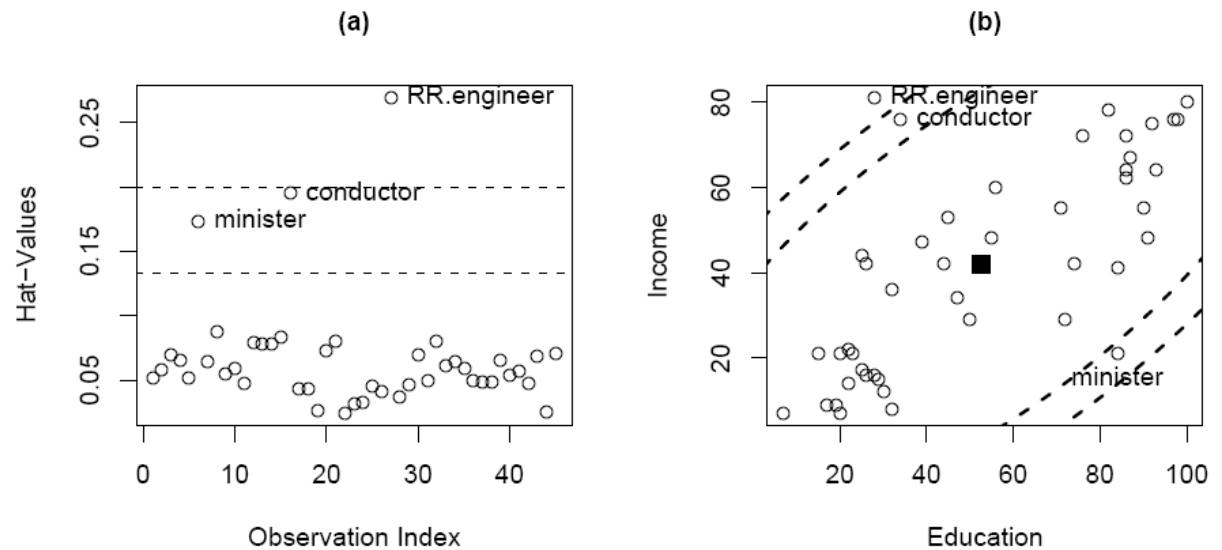 (a)
Hat-Values
0.25
0.15
0.05
RR.engineer
conductor
minister
0 10 20 30 40
Observation Index
(b)
Income
80
60
40
20
RR.engineer
conductor
minister
20 40 60 80 100
Education